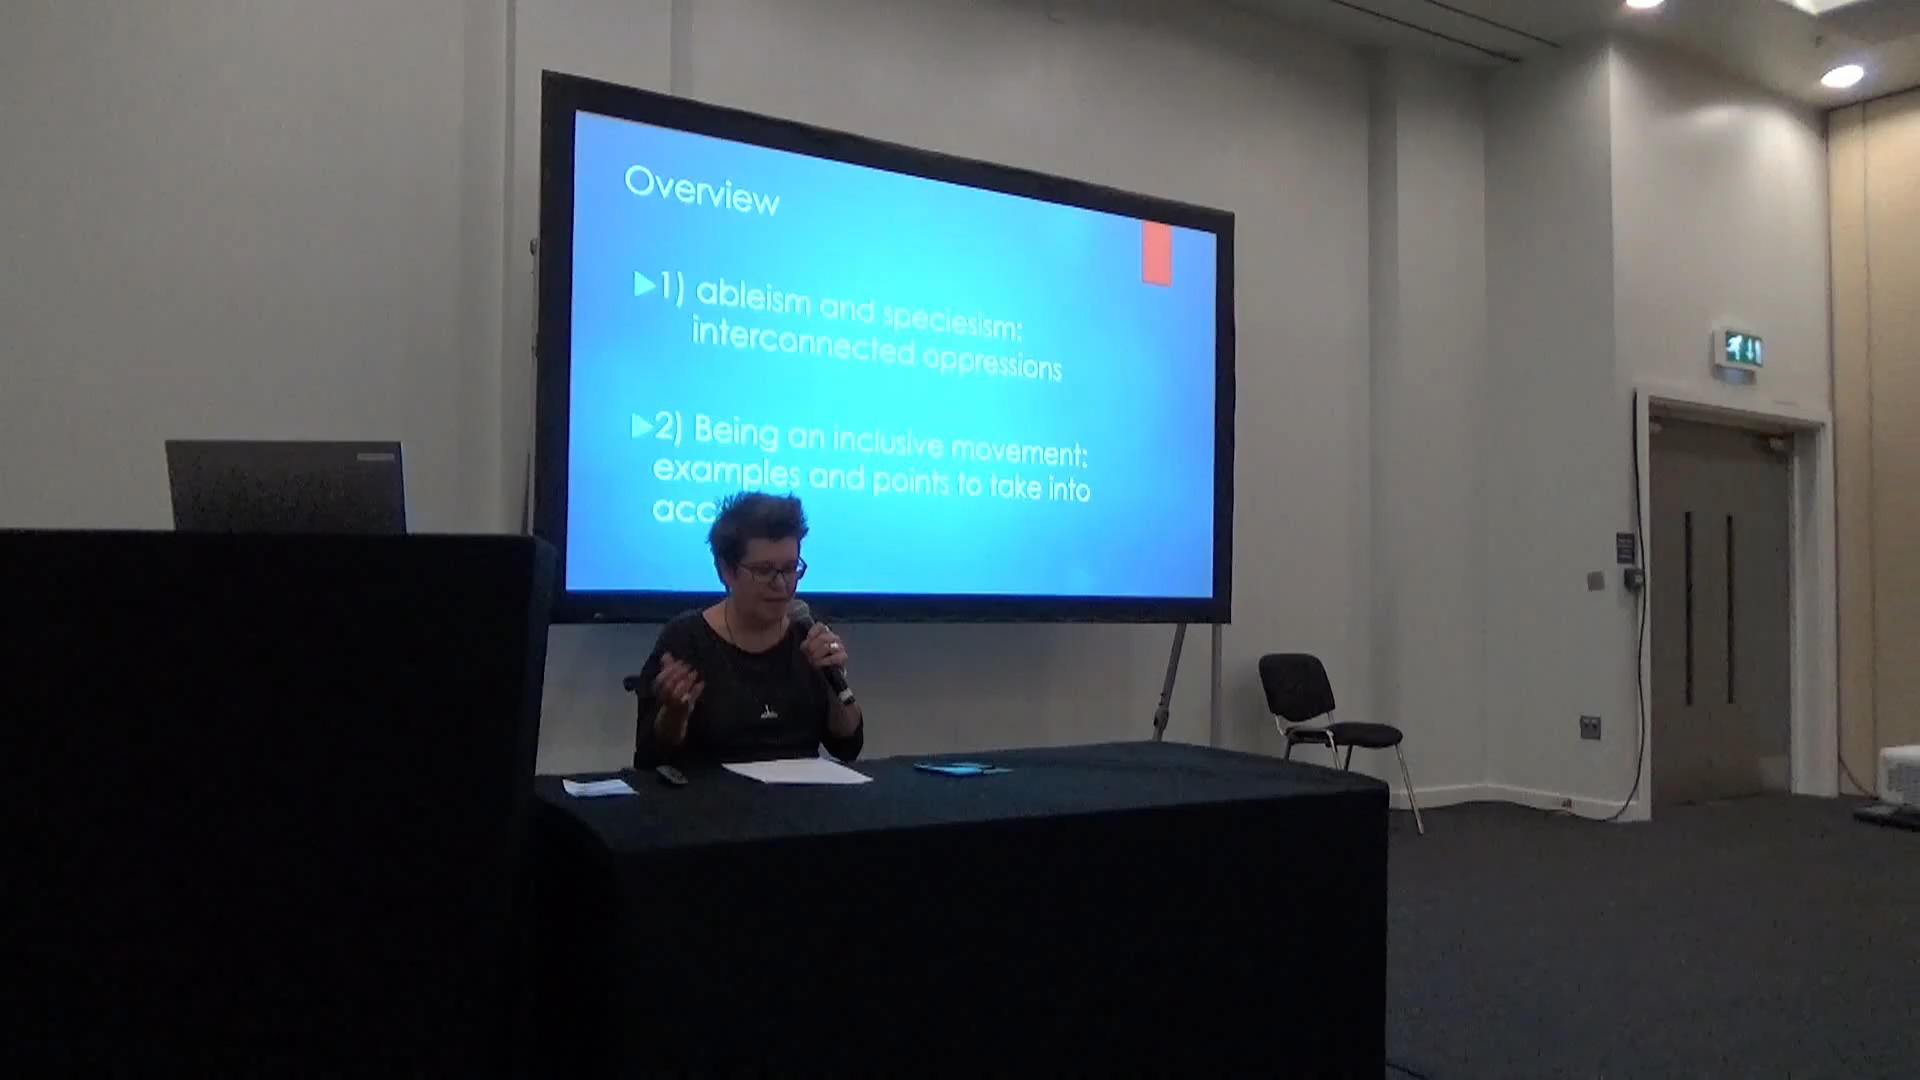 Overview
▶1) ableism and speciesism:
interconnected oppressions
▶2) Being an inclusive movement:
examples and points to take into